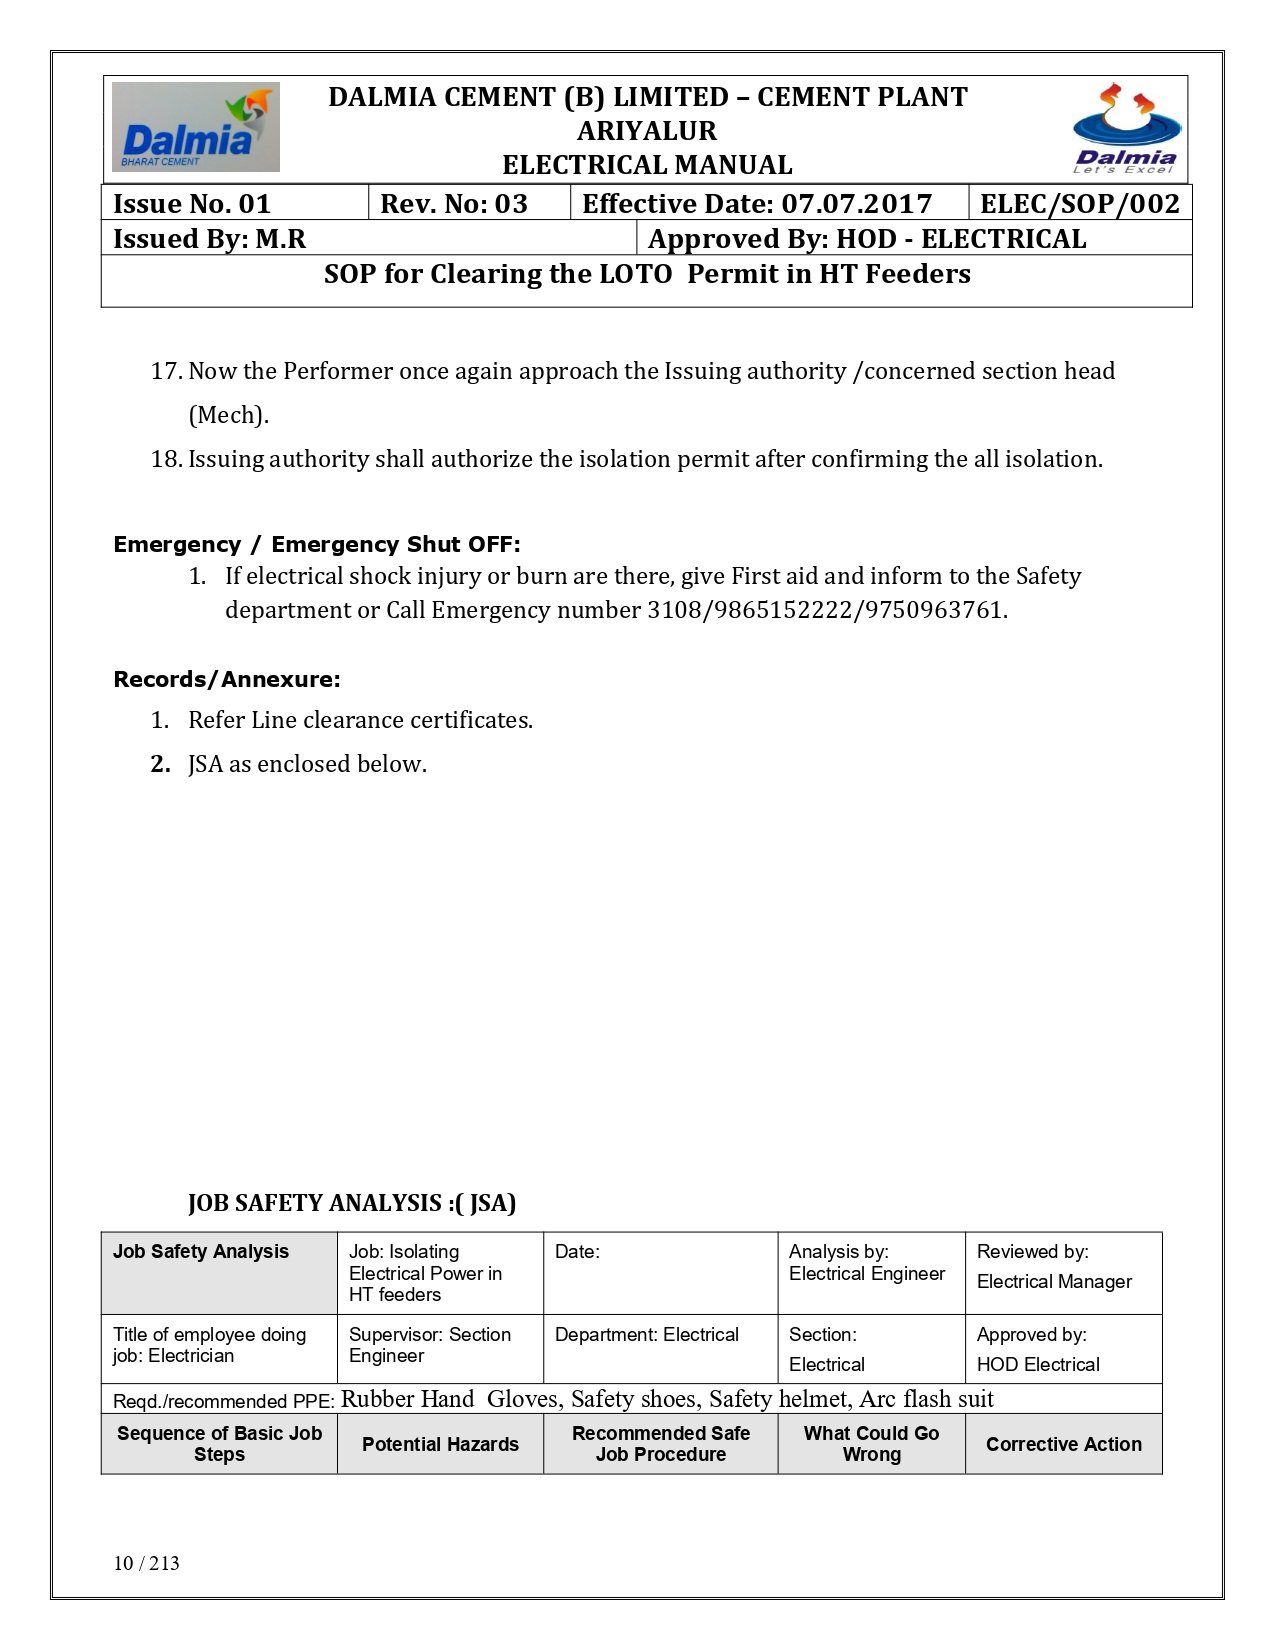 Dalmia
BHARAT CEMENT
DALMIA CEMENT (B) LIMITED – CEMENT PLANT
ARIYALUR
ELECTRICAL MANUAL
Dalmia
Let's Excel
Issue No. 01 Rev. No: 03 Effective Date: 07.07.2017 ELEC/SOP/002
Issued By: M.R Approved By: HOD - ELECTRICAL
SOP for Clearing the LOTO  Permit in HT Feeders
17. Now the Performer once again approach the Issuing authority /concerned section head
(Mech).
18. Issuing authority shall authorize the isolation permit after confirming the all isolation.
Emergency / Emergency Shut OFF:
1. If electrical shock injury or burn are there, give First aid and inform to the Safety
department or Call Emergency number 3108/9865152222/9750963761.
Records/Annexure:
1. Refer Line clearance certificates.
2. JSA as enclosed below.
JOB SAFETY ANALYSIS :( JSA)
Job Safety Analysis
Job: Isolating
Electrical Power in
HT feeders
Date:
Analysis by:
Electrical Engineer
Reviewed by:
Electrical Manager
Title of employee doing
job: Electrician
Supervisor: Section
Engineer
Department: Electrical
Section:
Electrical
Approved by:
HOD Electrical
Reqd./recommended PPE: Rubber Hand  Gloves, Safety shoes, Safety helmet, Arc flash suit
Sequence of Basic Job
Steps
Potential Hazards
Recommended Safe
Job Procedure
What Could Go
Wrong
Corrective Action
10 / 213